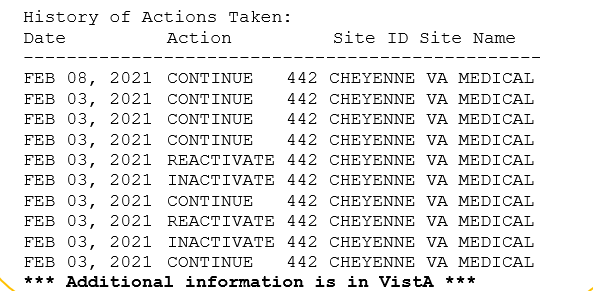 History of Actions Taken:
Date          Action          Site ID Site Name
-------------------------------------------------
FEB 08, 2021 CONTINUE   442 CHEYENNE VA MEDICAL
FEB 03, 2021 CONTINUE   442 CHEYENNE VA MEDICAL
FEB 03, 2021 CONTINUE   442 CHEYENNE VA MEDICAL
FEB 03, 2021 CONTINUE   442 CHEYENNE VA MEDICAL
FEB 03, 2021 REACTIVATE 442 CHEYENNE VA MEDICAL
FEB 03, 2021 INACTIVATE 442 CHEYENNE VA MEDICAL
FEB 03, 2021 CONTINUE   442 CHEYENNE VA MEDICAL
FEB 03, 2021 REACTIVATE 442 CHEYENNE VA MEDICAL
FEB 03, 2021 INACTIVATE 442 CHEYENNE VA MEDICAL
FEB 03, 2021 CONTINUE   442 CHEYENNE VA MEDICAL
*** Additional information is in VistA ***